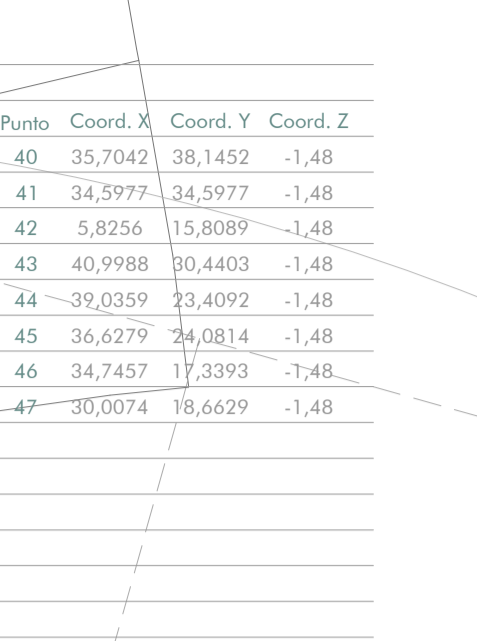 Punto Coord. X Coord. Y Coord. Z
40 35,7042 38,1452 -1,48
41 34,5977 34,5977 -1,48
42 5,8256 15,8089 -1,48
43 40,9988 30,4403 -1,48
44 39,0359 23,4092 -1,48
45 36,6279 24,0814 -1,48
46 34,7457 17,3393 -1,48
47 30,0074 18,6629 -1,48